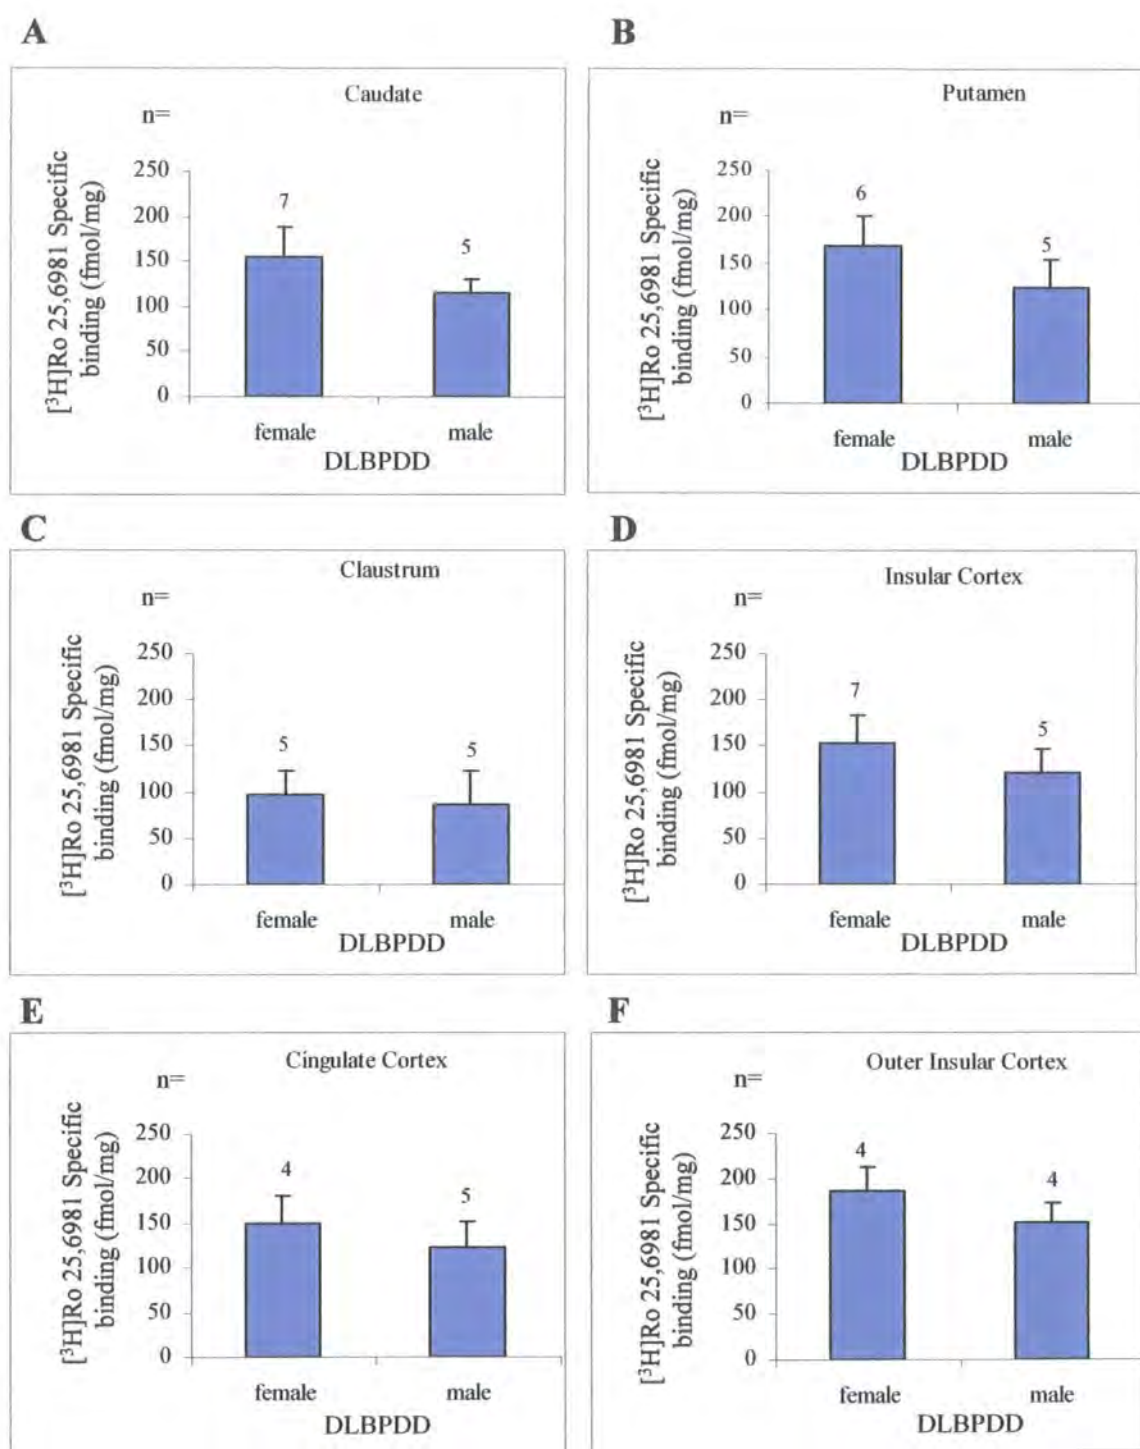 A
Caudate
n=
[³H]Ro 25,6981 Specific
binding (fmol/mg)
250
200
150
100
50
0
7
5
female male
DLBPDD
B
Putamen
n=
[³H]Ro 25,6981 Specific
binding (fmol/mg)
250
200
150
100
50
0
6
5
female male
DLBPDD
C
Claustrum
n=
[³H]Ro 25,6981 Specific
binding (fmol/mg)
250
200
150
100
50
0
5
5
female male
DLBPDD
D
Insular Cortex
n=
[³H]Ro 25,6981 Specific
binding (fmol/mg)
250
200
150
100
50
0
7
5
female male
DLBPDD
E
Cingulate Cortex
n=
[³H]Ro 25,6981 Specific
binding (fmol/mg)
250
200
150
100
50
0
4
5
female male
DLBPDD
F
Outer Insular Cortex
n=
[³H]Ro 25,6981 Specific
binding (fmol/mg)
250
200
150
100
50
0
4
4
female male
DLBPDD